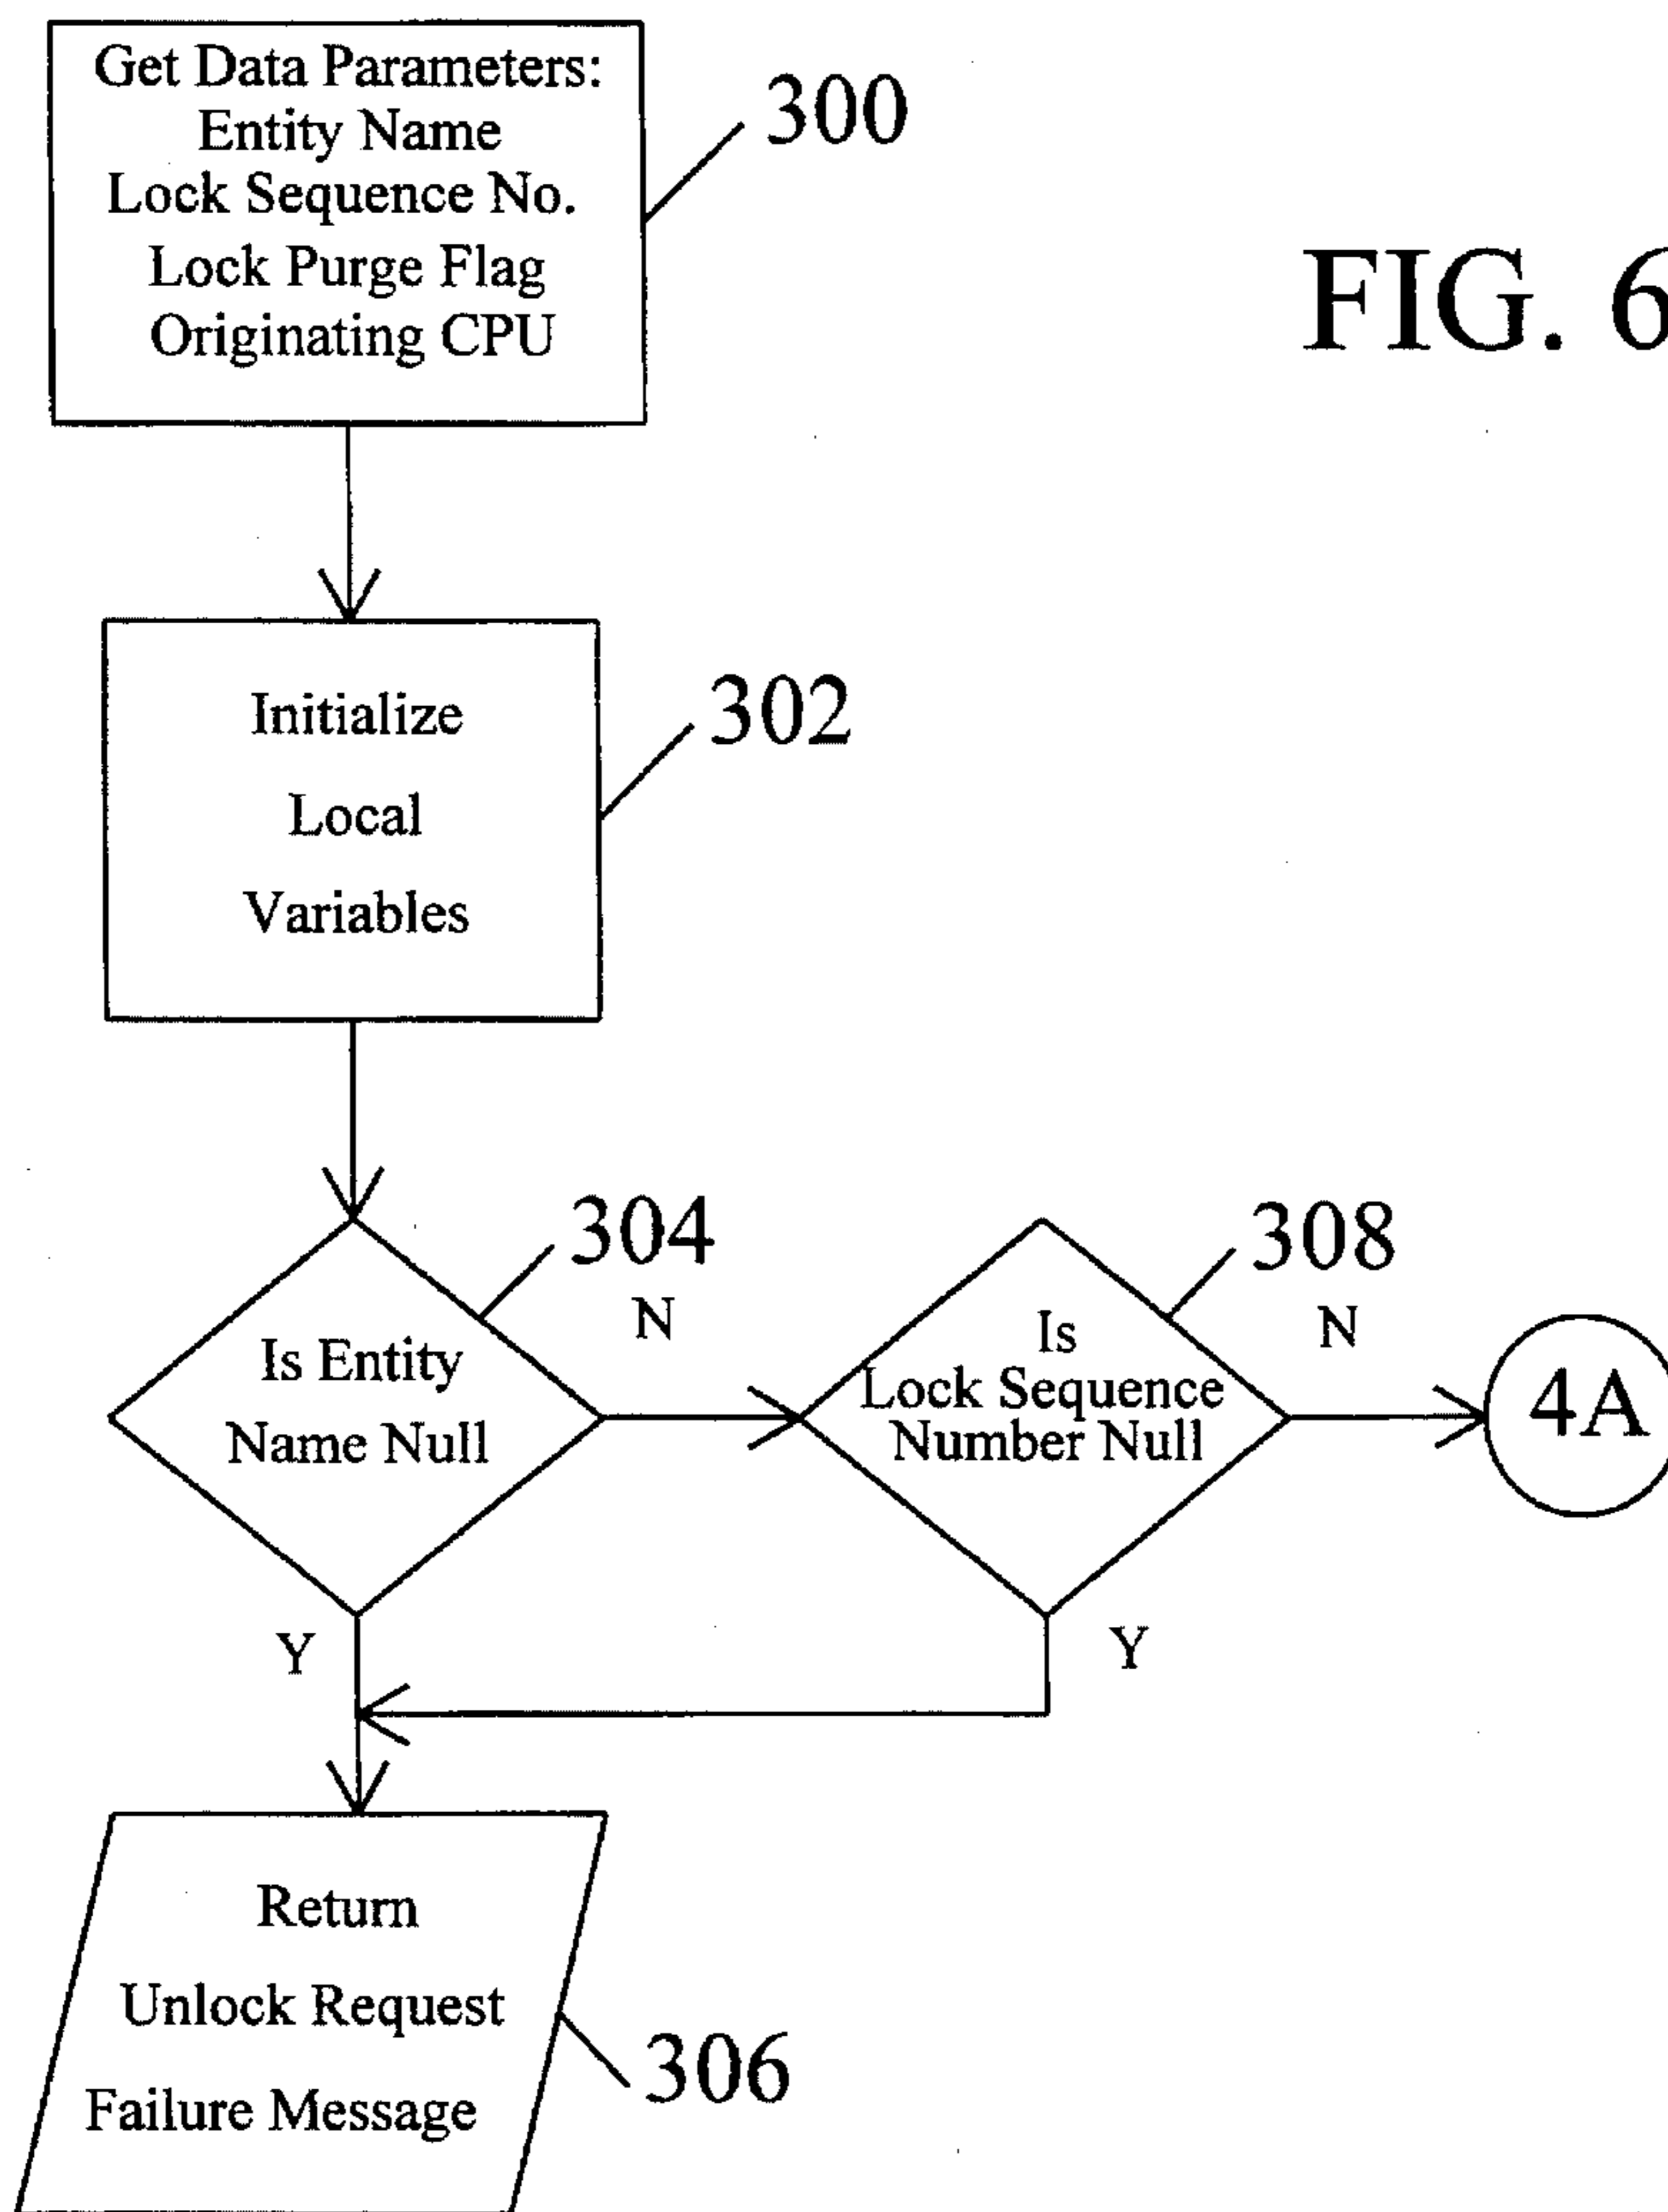 Get Data Parameters:
Entity Name
Lock Sequence No.
Lock Purge Flag
Originating CPU
300
FIG. 6
Initialize
Local
Variables
302
304
Is Entity
Name Null
N
308
Is
Lock Sequence
Number Null
N
4A
Y
Y
Return
Unlock Request
Failure Message
306